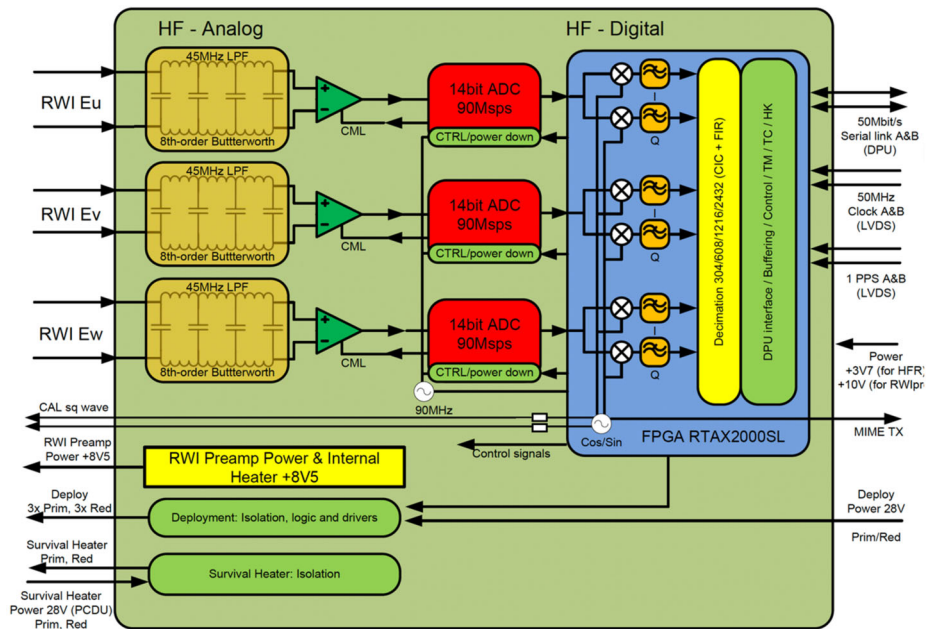 HF - Analog
HF - Digital
45MHz LPF
RWI Eu
8th-order Buttterworth
CML
14bit ADC
90Msps
CTRL/power down
I
Q
45MHz LPF
RWI Ev
8th-order Buttterworth
CML
14bit ADC
90Msps
CTRL/power down
I
Q
45MHz LPF
RWI Ew
8th-order Buttterworth
CML
14bit ADC
90Msps
CTRL/power down
I
Q
90MHz
Cos/Sin
Decimation 304/608/1216/2432 (CIC + FIR)
DPU interface / Buffering / Control / TM / TC / HK
FPGA RTAX2000SL
50Mbit/s
Serial link A&B
(DPU)
50MHz
Clock A&B
(LVDS)
1 PPS A&B
(LVDS)
Power
+3V7 (for HFR)
+10V (for RWIpr
MIME TX
CAL sq wave
Control signals
RWI Preamp
Power +8V5
RWI Preamp Power & Internal
Heater +8V5
Deploy
3x Prim, 3x Red
Deployment: Isolation, logic and drivers
Deploy
Power 28V
Prim/Red
Survival Heater
Prim, Red
Survival Heater: Isolation
Survival Heater
Power 28V (PCDU)
Prim, Red